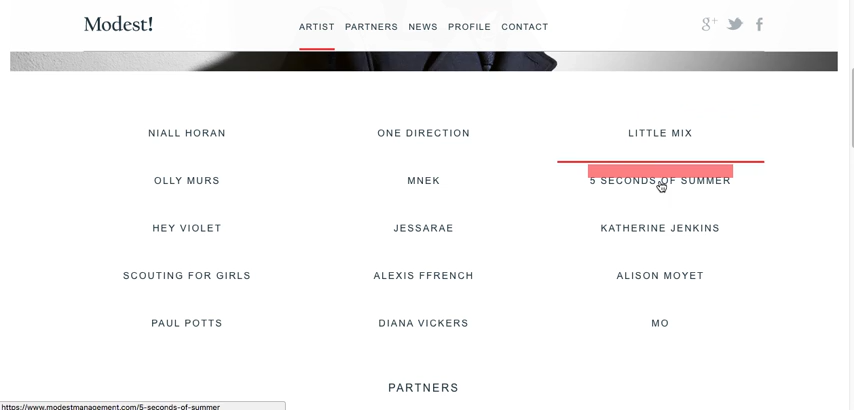 Modest!
ARTIST PARTNERS NEWS PROFILE CONTACT
g+ f
NIALL HORAN ONE DIRECTION LITTLE MIX
OLLY MURS MNEK 5 SECONDS OF SUMMER
HEY VIOLET JESSARAE KATHERINE JENKINS
SCOUTING FOR GIRLS ALEXIS FFRENCH ALISON MOYET
PAUL POTTS DIANA VICKERS MO
PARTNERS
https://www.modestmanagement.com/5-seconds-of-summer